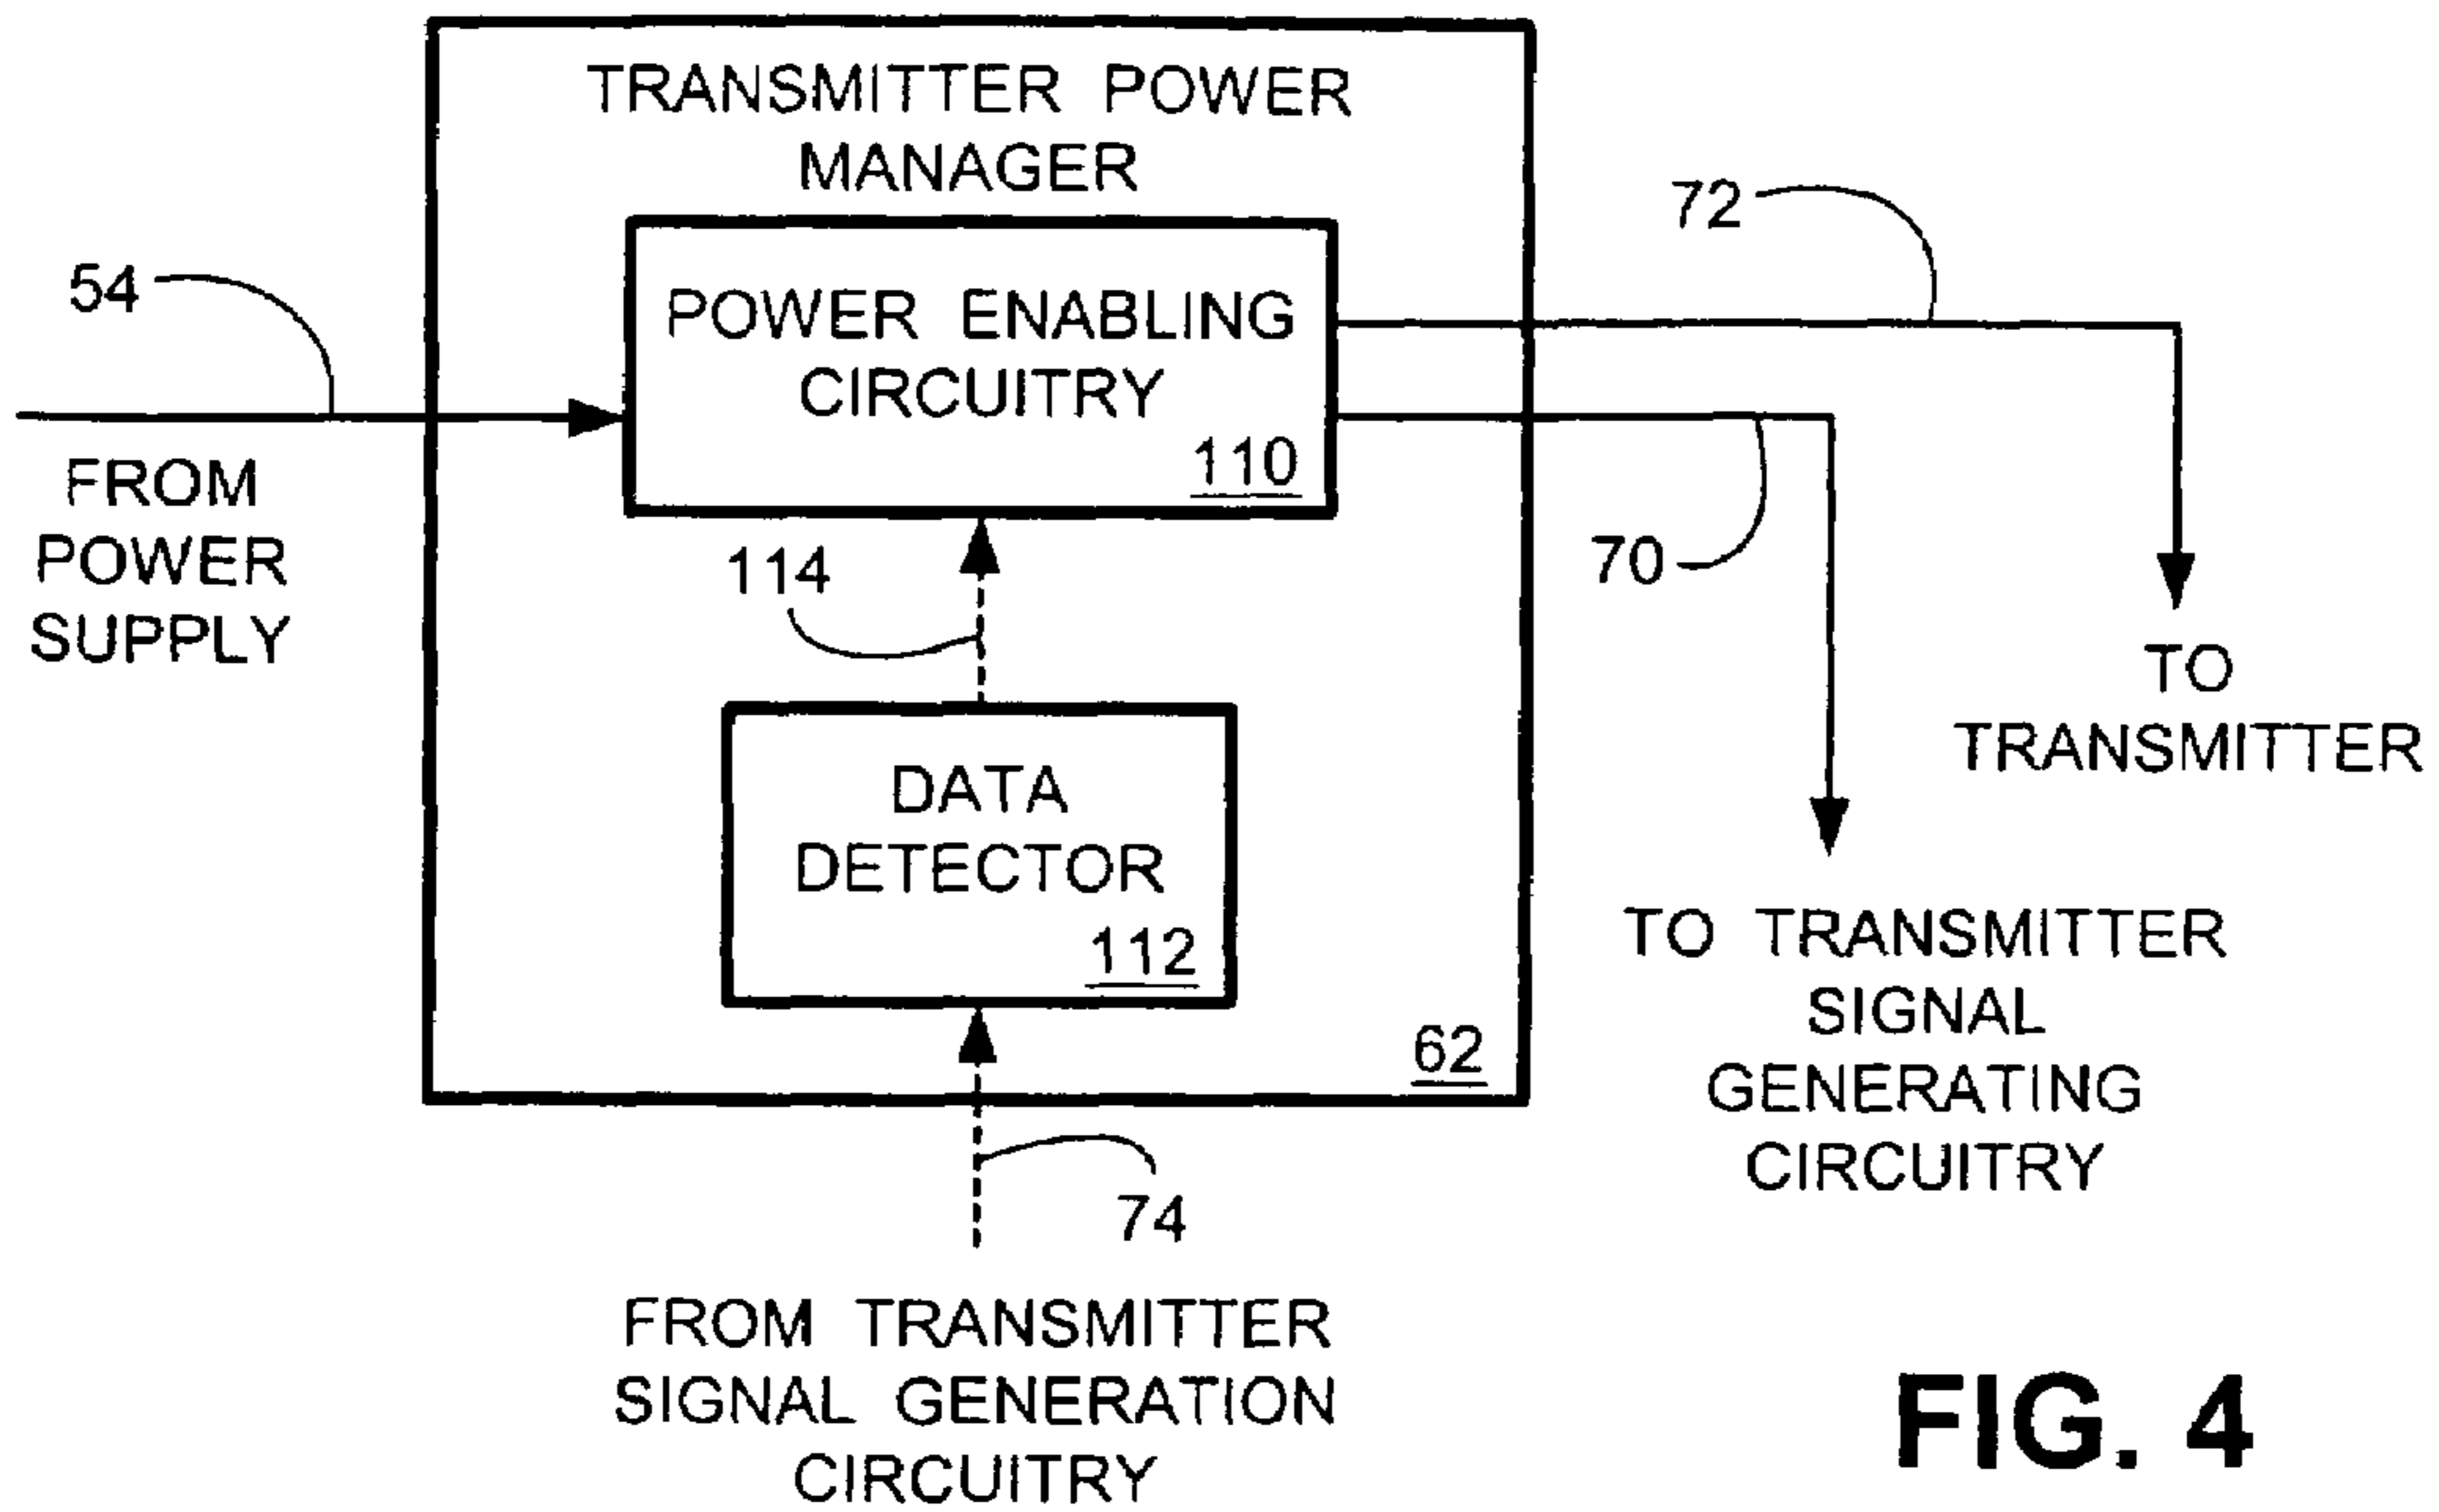 TRANSMITTER POWER
MANAGER
72
54
POWER ENABLING
CIRCUITRY
110
FROM
POWER
SUPPLY
114
70
TO
TRANSMITTER
DATA
DETECTOR
112
TO TRANSMITTER
SIGNAL
GENERATING
CIRCUITRY
62
74
FROM TRANSMITTER
SIGNAL GENERATION
CIRCUITRY
FIG. 4